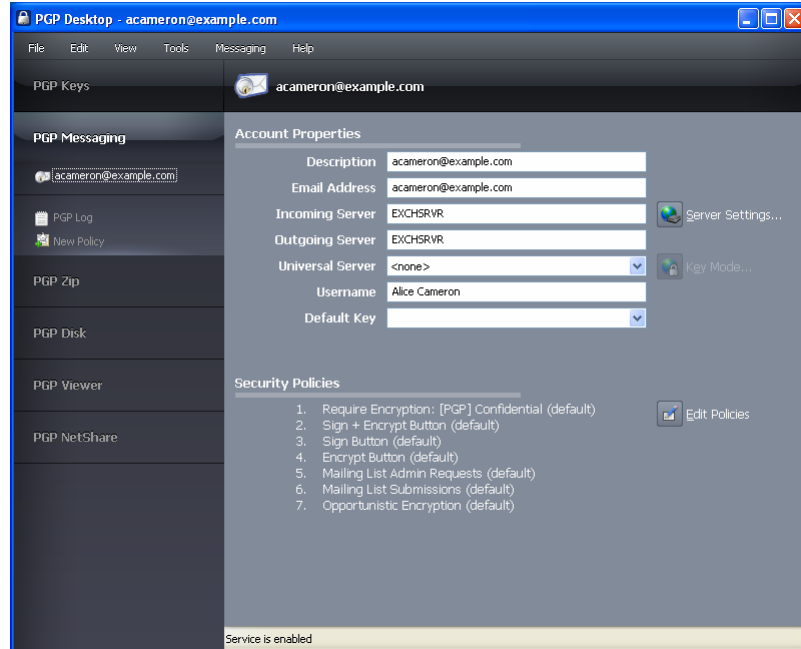 PGP Desktop - acameron@example.com
File Edit View Tools Messaging Help
PGP Keys
acameron@example.com
PGP Messaging
acameron@example.com
PGP Log
New Policy
PGP Zip
PGP Disk
PGP Viewer
PGP NetShare
Account Properties
Description acameron@example.com
Email Address acameron@example.com
Incoming Server EXCHSRVR Server Settings...
Outgoing Server EXCHSRVR
Universal Server <none> Key Mode...
Username Alice Cameron
Default Key
Security Policies
1. Require Encryption: [PGP] Confidential (default) Edit Policies
2. Sign + Encrypt Button (default)
3. Sign Button (default)
4. Encrypt Button (default)
5. Mailing List Admin Requests (default)
6. Mailing List Submissions (default)
7. Opportunistic Encryption (default)
Service is enabled